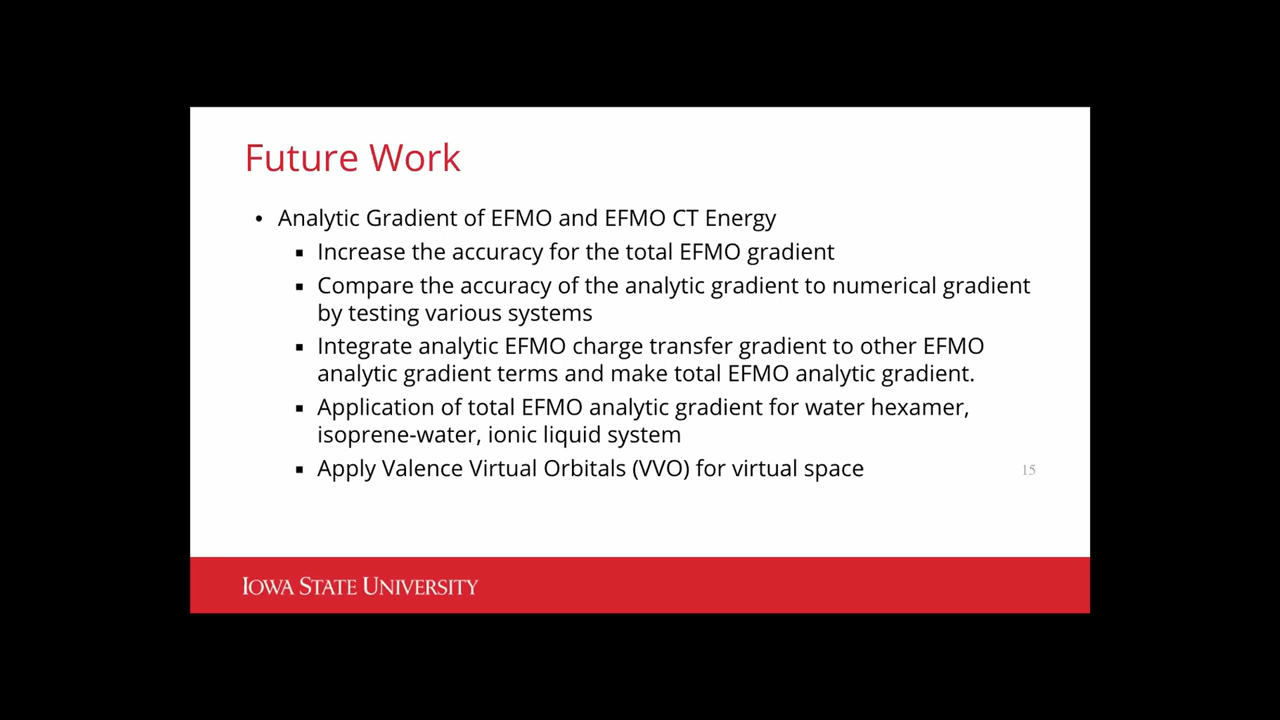 Future Work
• Analytic Gradient of EFMO and EFMO CT Energy
▪ Increase the accuracy for the total EFMO gradient
▪ Compare the accuracy of the analytic gradient to numerical gradient
by testing various systems
▪ Integrate analytic EFMO charge transfer gradient to other EFMO
analytic gradient terms and make total EFMO analytic gradient.
▪ Application of total EFMO analytic gradient for water hexamer,
isoprene-water, ionic liquid system
▪ Apply Valence Virtual Orbitals (VVO) for virtual space
15
IOWA STATE UNIVERSITY